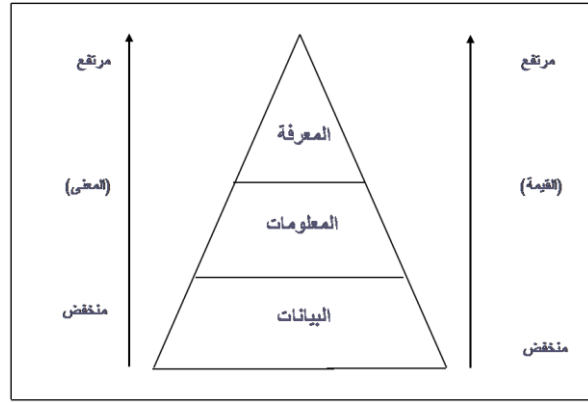 مرتفع
مرتفع
المعرفة
(القيمة)
(المعنى)
المعلومات
منخفض
البيانات
منخفض